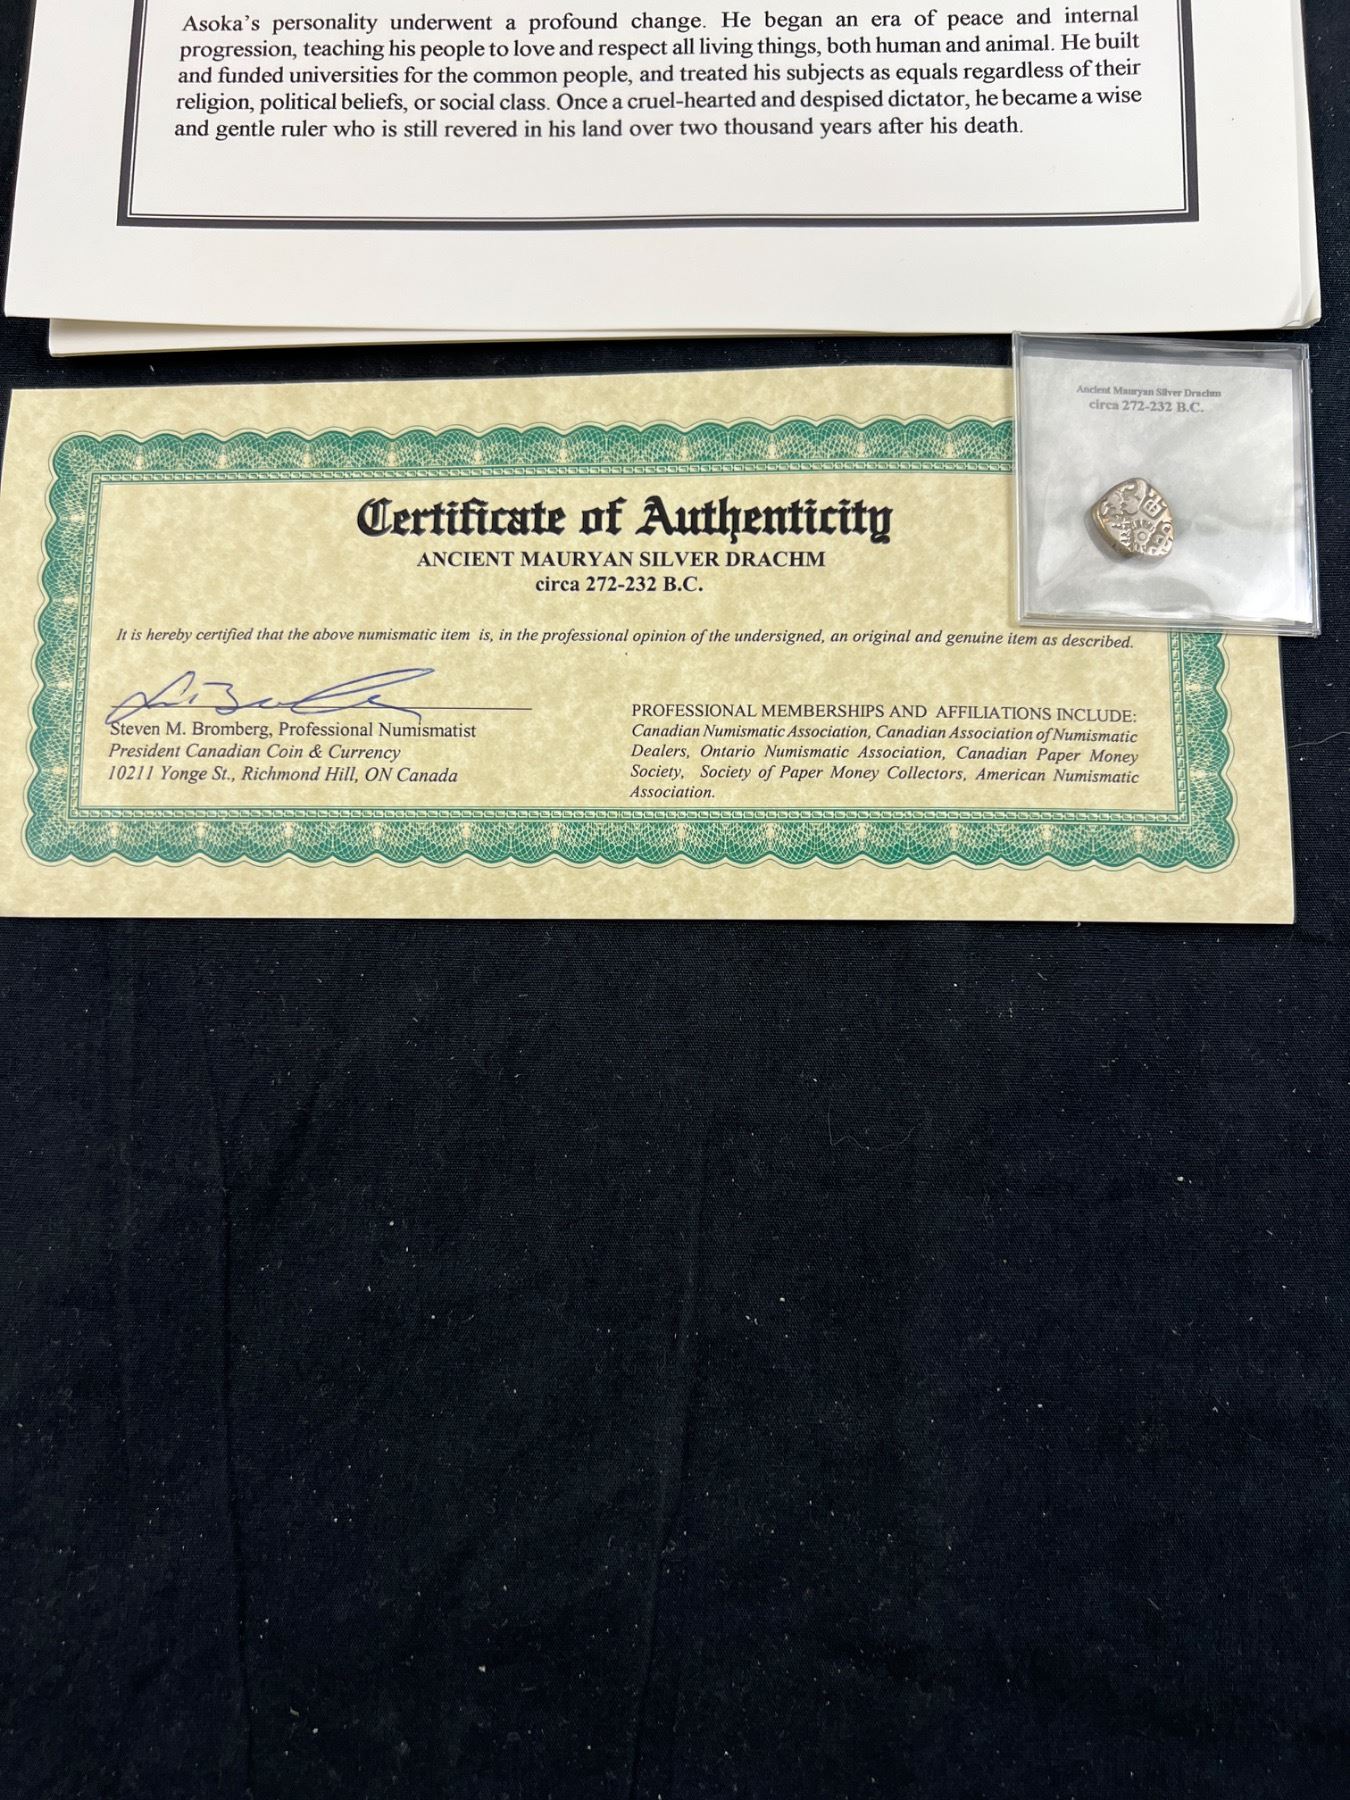 Asoka's personality underwent a profound change. He began an era of peace and internal
progression, teaching his people to love and respect all living things, both human and animal. He built
and funded universities for the common people, and treated his subjects as equals regardless of their
religion, political beliefs, or social class. Once a cruel-hearted and despised dictator, he became a wise
and gentle ruler who is still revered in his land over two thousand years after his death.
Ancient Mauryan Silver Drachm
circa 272-232 B.C.
Certificate of Authenticity
ANCIENT MAURYAN SILVER DRACHM
circa 272-232 B.C.
It is hereby certified that the above numismatic item is, in the professional opinion of the undersigned, an original and genuine item as described.
Steven M. Bromberg, Professional Numismatist
President Canadian Coin & Currency
10211 Yonge St., Richmond Hill, ON Canada
PROFESSIONAL MEMBERSHIPS AND AFFILIATIONS INCLUDE:
Canadian Numismatic Association, Canadian Association of Numismatic
Dealers, Ontario Numismatic Association, Canadian Paper Money
Society, Society of Paper Money Collectors, American Numismatic
Association.